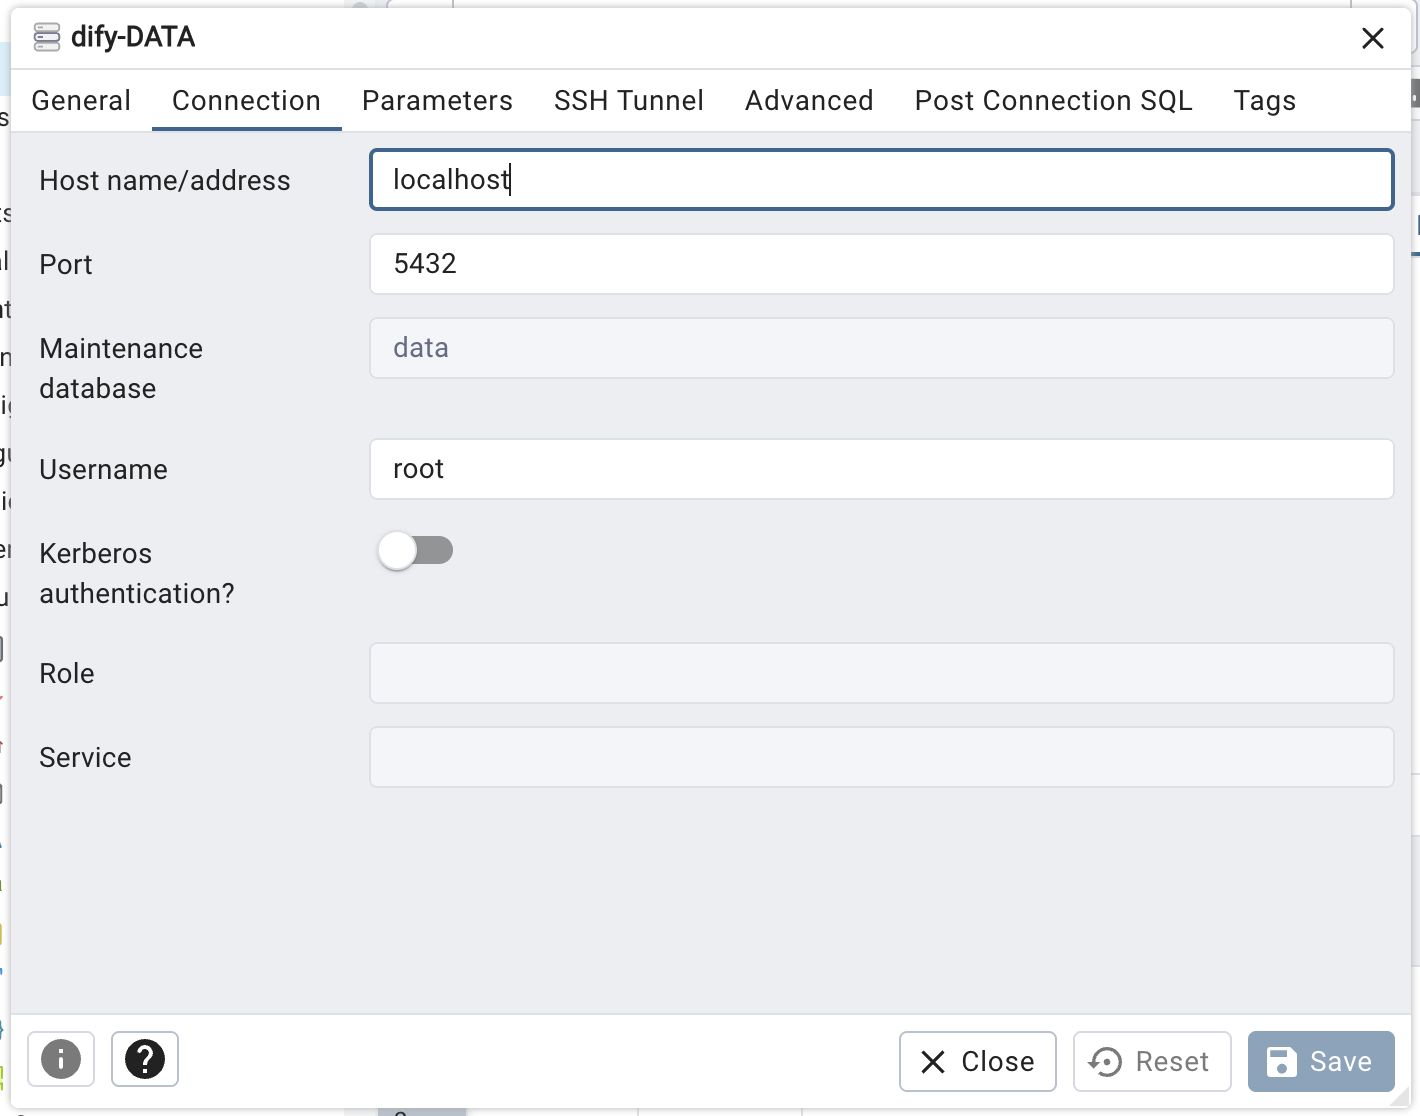 dify-DATA
General Connection Parameters SSH Tunnel Advanced Post Connection SQL Tags
Host name/address localhost
Port 5432
Maintenance database data
Username root
Kerberos authentication?
Role
Service
Close Reset Save